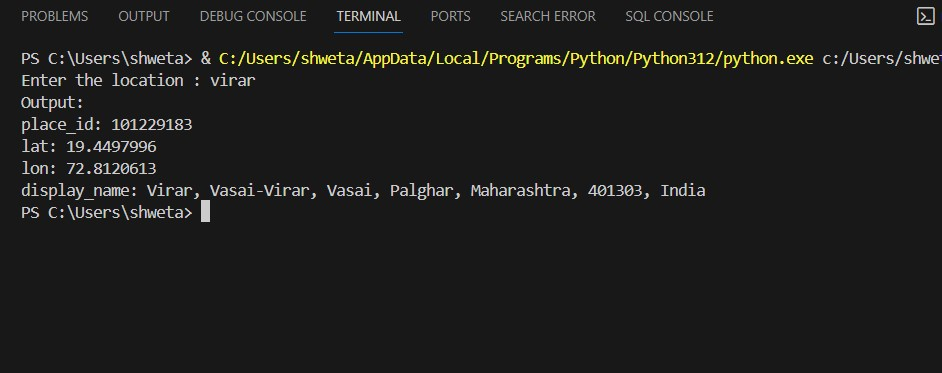 PROBLEMS OUTPUT DEBUG CONSOLE TERMINAL PORTS SEARCH ERROR SQL CONSOLE
PS C:\Users\shweta> & C:/Users/shweta/AppData/Local/Programs/Python/Python312/python.exe c:/Users/shwet
Enter the location : virar
Output:
place_id: 101229183
lat: 19.4497996
lon: 72.8120613
display_name: Virar, Vasai-Virar, Vasai, Palghar, Maharashtra, 401303, India
PS C:\Users\shweta>